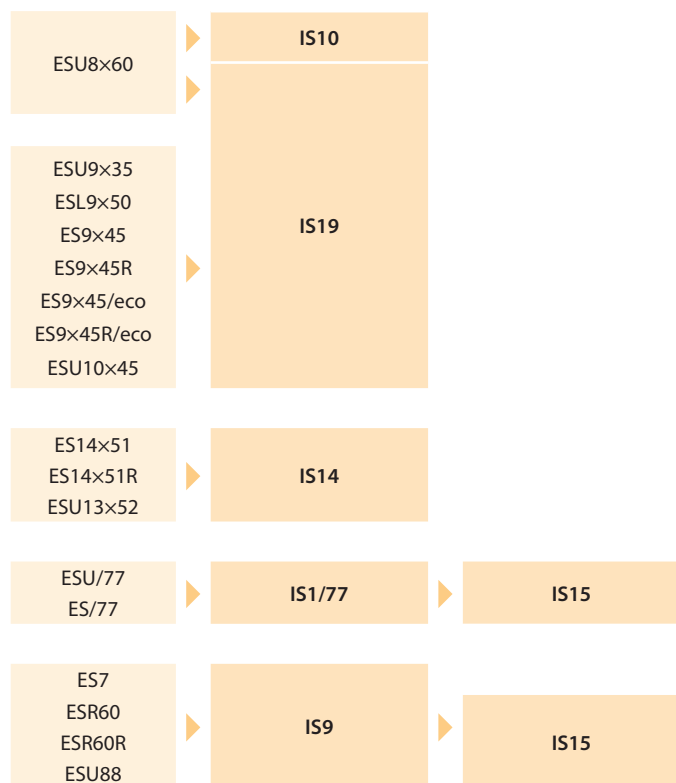 ESU8×60
IS10
IS19
ESU9×35
ESL9×50
ES9×45
ES9×45R
ES9×45/eco
ES9×45R/eco
ESU10×45
ES14×51
ES14×51R
ESU13×52
IS14
ESU/77
ES/77
IS1/77
IS15
ES7
ESR60
ESR60R
ESU88
IS9
IS15